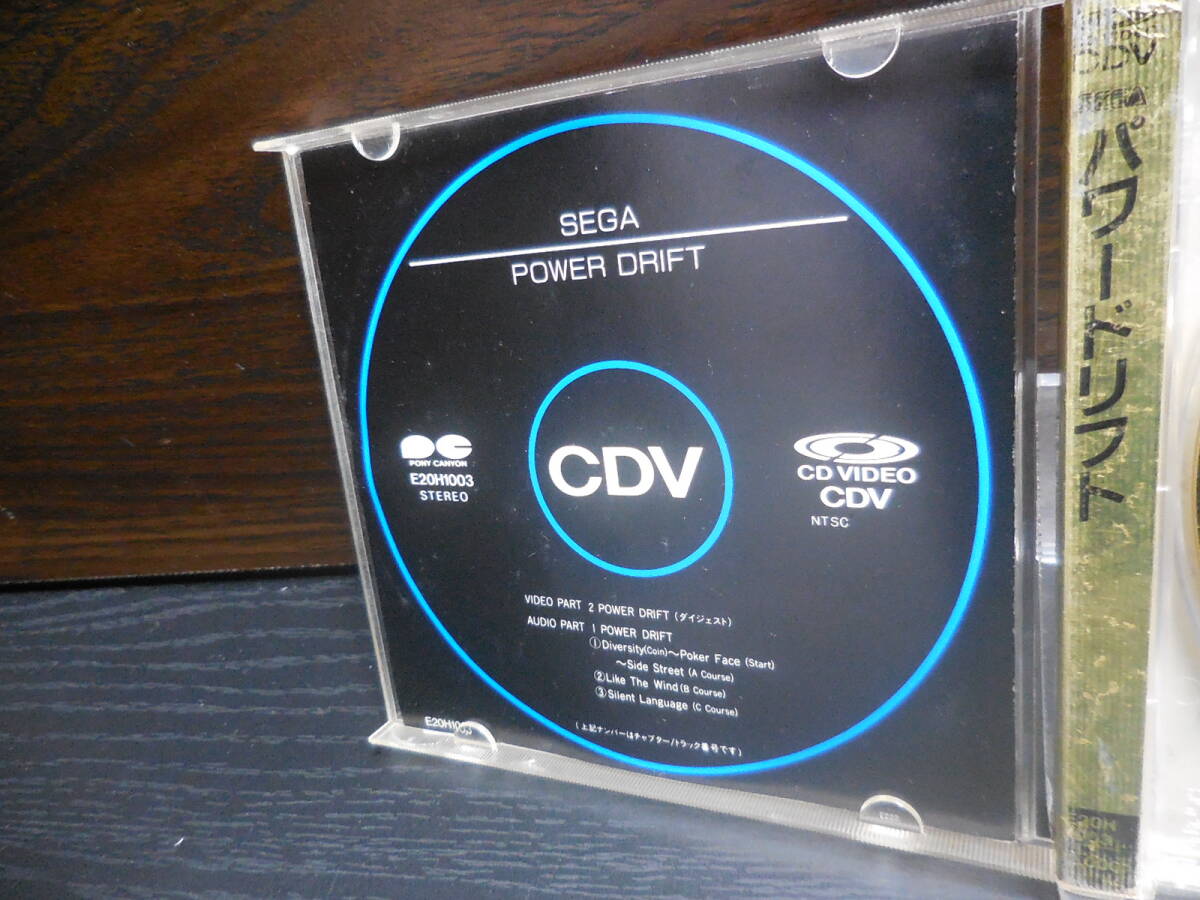 SEGA
POWER DRIFT
PONY CANYON
E20H1003
STEREO
CDV
CD VIDEO
CDV
NTSC
VIDEO PART 2 POWER DRIFT (ダイジェスト)
AUDIO PART 1 POWER DRIFT
①Diversity(Coin)〜Poker Face (Start)
〜Side Street (A Course)
②Like The Wind (B Course)
③Silent Language (C Course)
(上記ナンバーはチャプター/トラック番号です)
E20H1003
CDV
パワードリフト
E20H